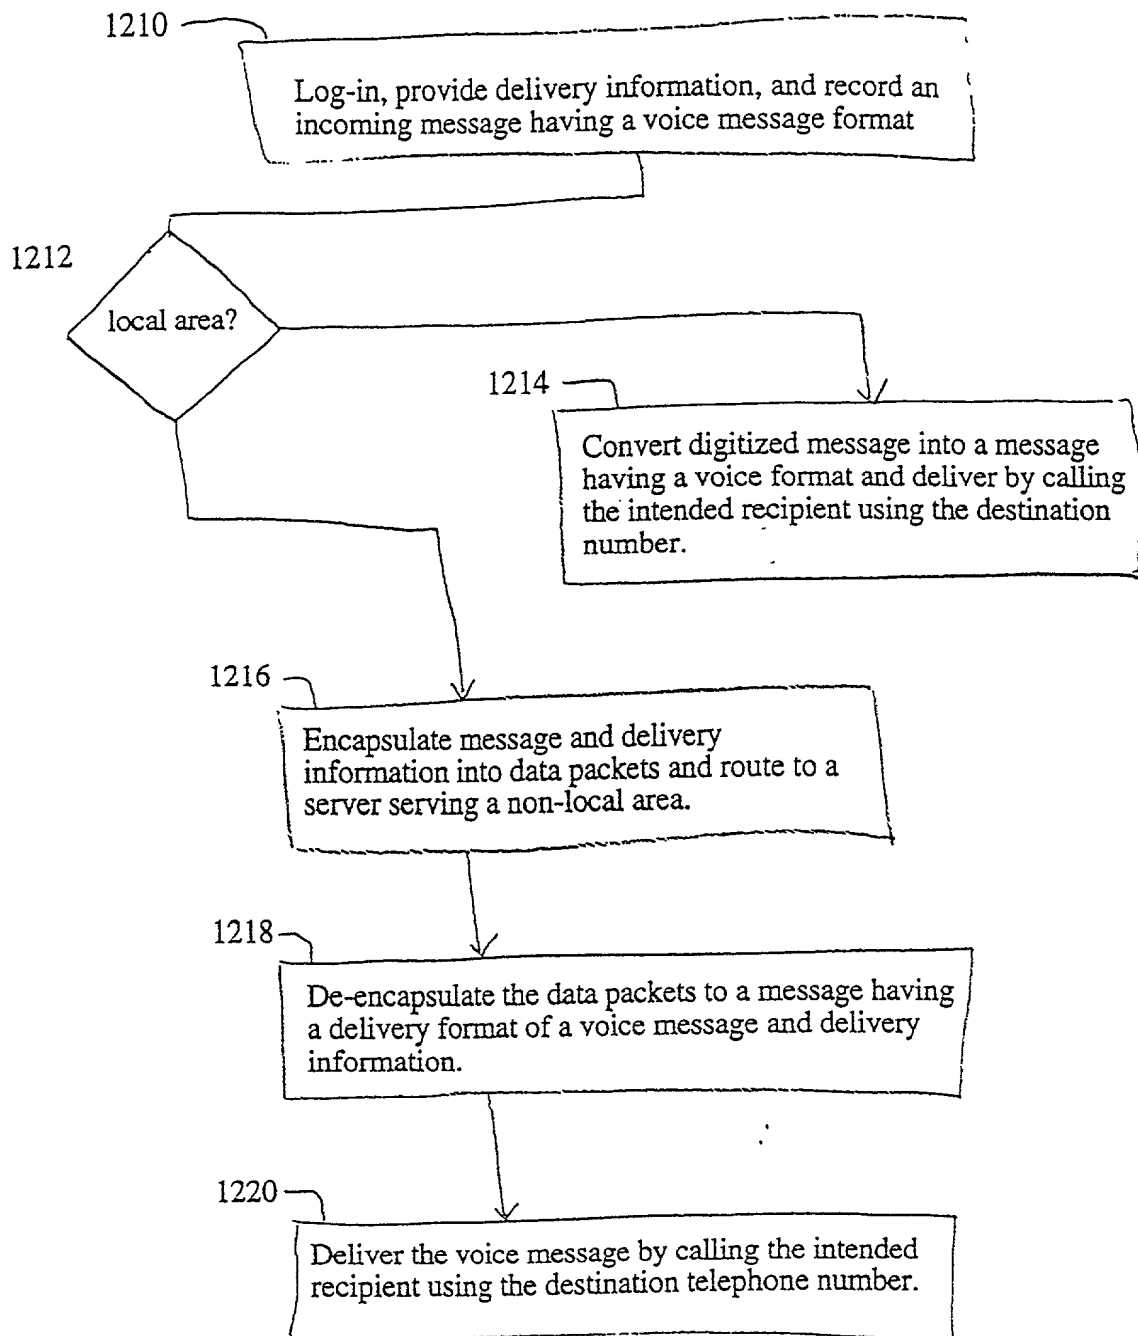 1210
Log-in, provide delivery information, and record an
incoming message having a voice message format
1212
local area?
1214
Convert digitized message into a message
having a voice format and deliver by calling
the intended recipient using the destination
number.
1216
Encapsulate message and delivery
information into data packets and route to a
server serving a non-local area.
1218
De-encapsulate the data packets to a message having
a delivery format of a voice message and delivery
information.
1220
Deliver the voice message by calling the intended
recipient using the destination telephone number.